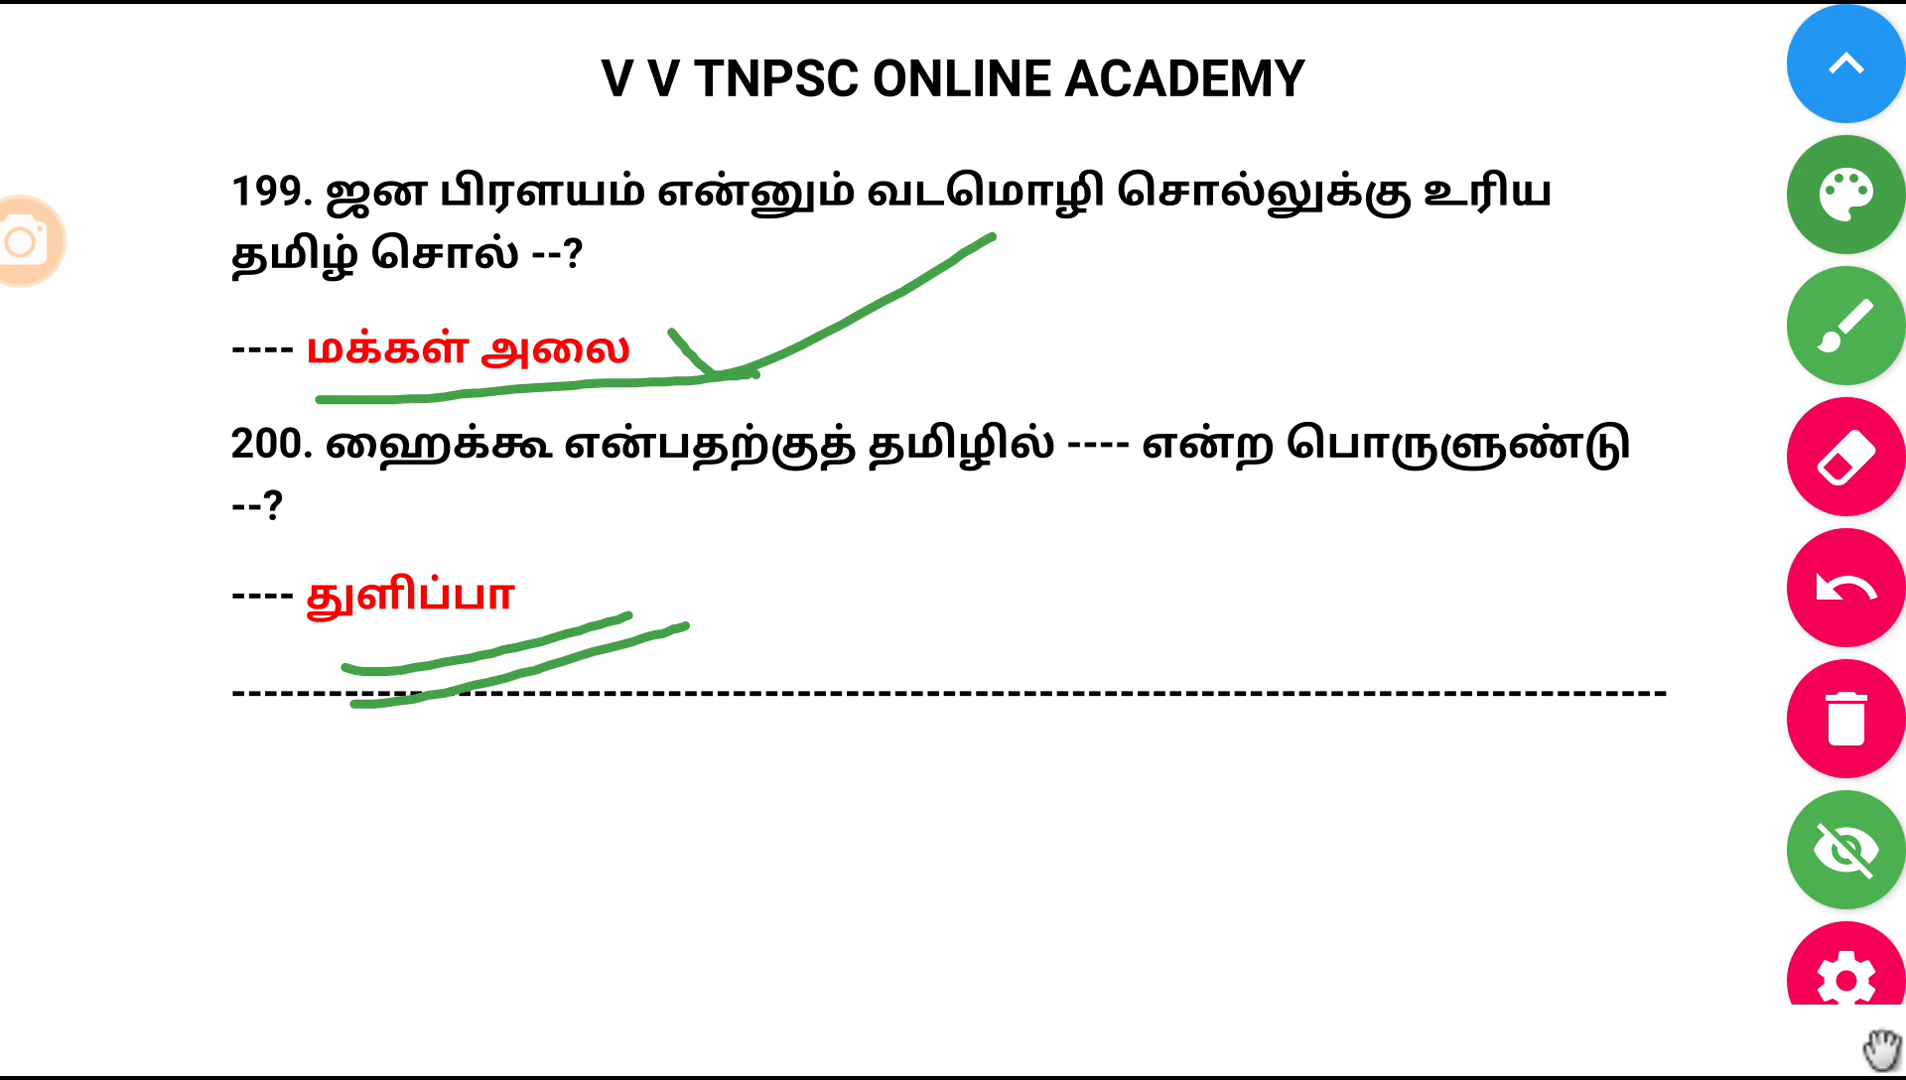 V V TNPSC ONLINE ACADEMY
199. ஜன பிரளயம் என்னும் வடமொழி சொல்லுக்கு உரிய
தமிழ் சொல் --?
---- மக்கள் அலை
200. ஹைக்கூ என்பதற்குத் தமிழில் ---- என்ற பொருளுண்டு
--?
---- துளிப்பா
-----------------------------------------------------------------------------------------